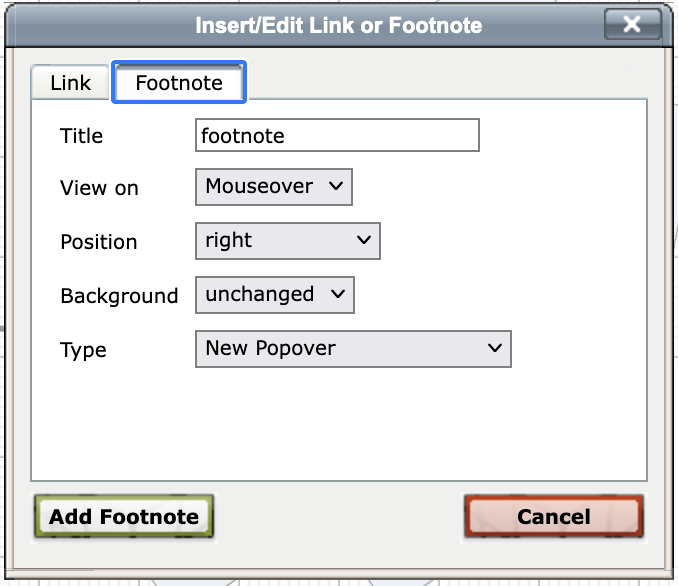 Insert/Edit Link or Footnote
Link Footnote
Title footnote
View on Mouseover
Position right
Background unchanged
Type New Popover
Add Footnote Cancel